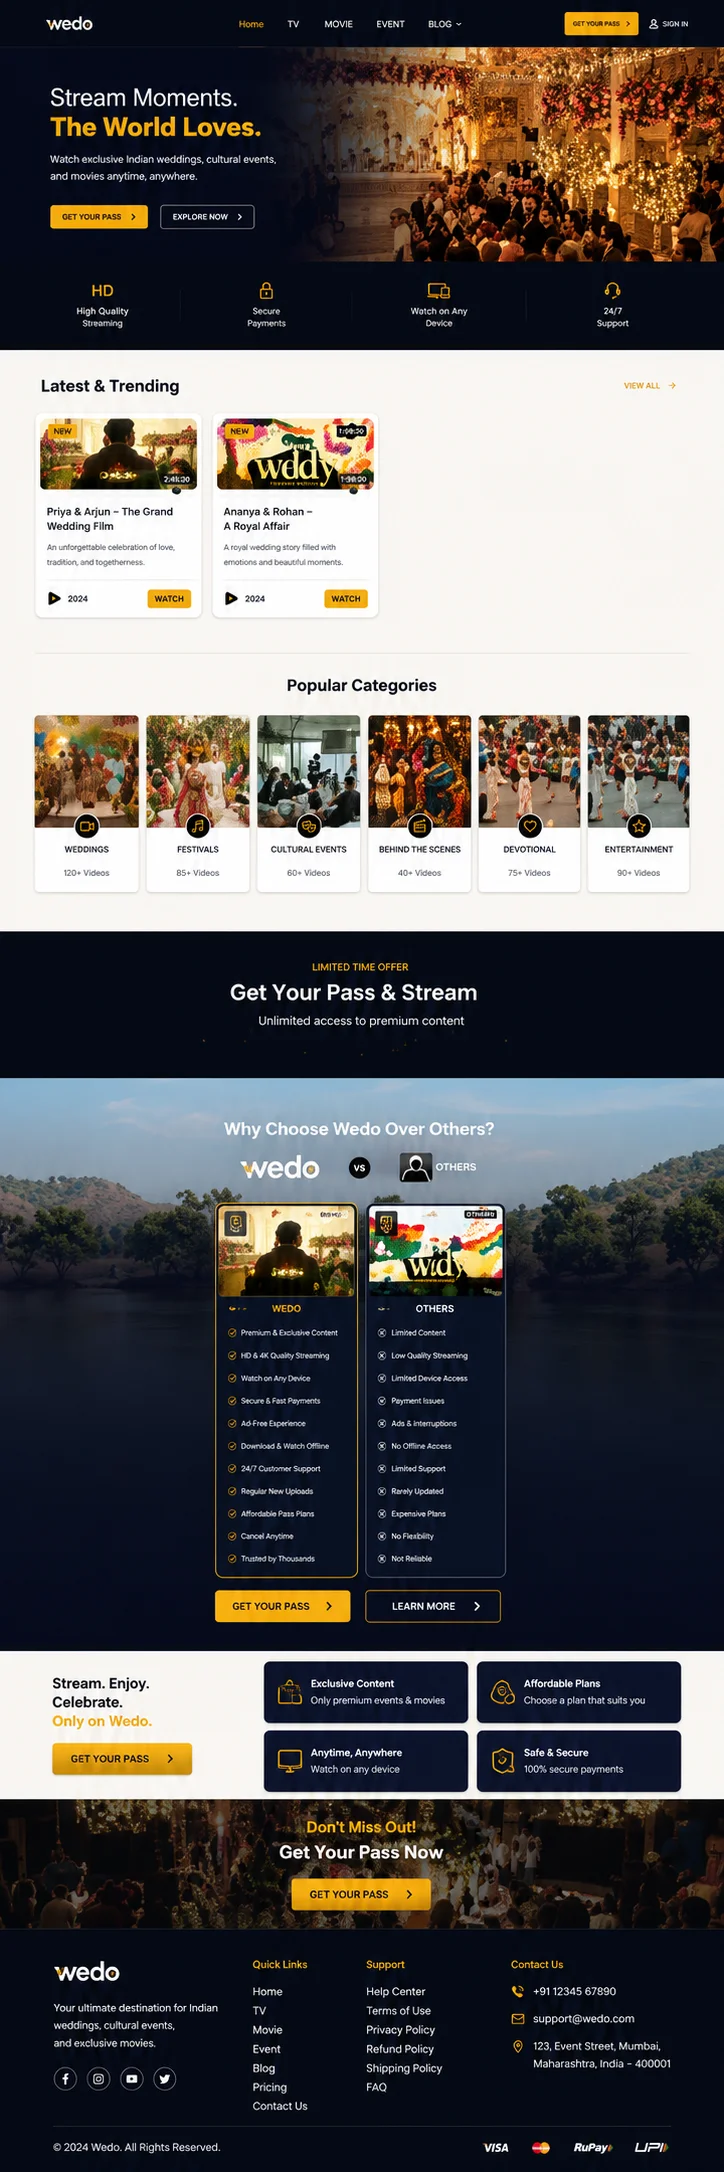 wedo
Home TV MOVIE EVENT BLOG
GET YOUR PASS
SIGN IN
Stream Moments.
The World Loves.
Watch exclusive Indian weddings, cultural events,
and movies anytime, anywhere.
GET YOUR PASS
EXPLORE NOW
HD
High Quality
Streaming
Secure
Payments
Watch on Any
Device
24/7
Support
Latest & Trending
VIEW ALL
NEW
Priya & Arjun – The Grand
Wedding Film
An unforgettable celebration of love,
tradition, and togetherness.
2024
WATCH
NEW
wddy
Ananya & Rohan –
A Royal Affair
A royal wedding story filled with
emotions and beautiful moments.
2024
WATCH
Popular Categories
WEDDINGS
120+ Videos
FESTIVALS
85+ Videos
CULTURAL EVENTS
60+ Videos
BEHIND THE SCENES
40+ Videos
DEVOTIONAL
75+ Videos
ENTERTAINMENT
90+ Videos
LIMITED TIME OFFER
Get Your Pass & Stream
Unlimited access to premium content
Why Choose Wedo Over Others?
wedo
VS
OTHERS
WEDO
Premium & Exclusive Content
HD & 4K Quality Streaming
Watch on Any Device
Secure & Fast Payments
Ad-Free Experience
Download & Watch Offline
24/7 Customer Support
Regular New Uploads
Affordable Pass Plans
Cancel Anytime
Trusted by Thousands
GET YOUR PASS
widy
OTHERS
Limited Content
Low Quality Streaming
Limited Device Access
Payment Issues
Ads & Interruptions
No Offline Access
Limited Support
Rarely Updated
Expensive Plans
No Flexibility
Not Reliable
LEARN MORE
Stream. Enjoy.
Celebrate.
Only on Wedo.
GET YOUR PASS
Exclusive Content
Only premium events & movies
Affordable Plans
Choose a plan that suits you
Anytime, Anywhere
Watch on any device
Safe & Secure
100% secure payments
Don't Miss Out!
Get Your Pass Now
GET YOUR PASS
wedo
Your ultimate destination for Indian
weddings, cultural events,
and exclusive movies.
Quick Links
Home
TV
Movie
Event
Blog
Pricing
Contact Us
Support
Help Center
Terms of Use
Privacy Policy
Refund Policy
Shipping Policy
FAQ
Contact Us
+91 12345 67890
support@wedo.com
123, Event Street, Mumbai,
Maharashtra, India – 400001
© 2024 Wedo. All Rights Reserved.
VISA
RuPay
UPI